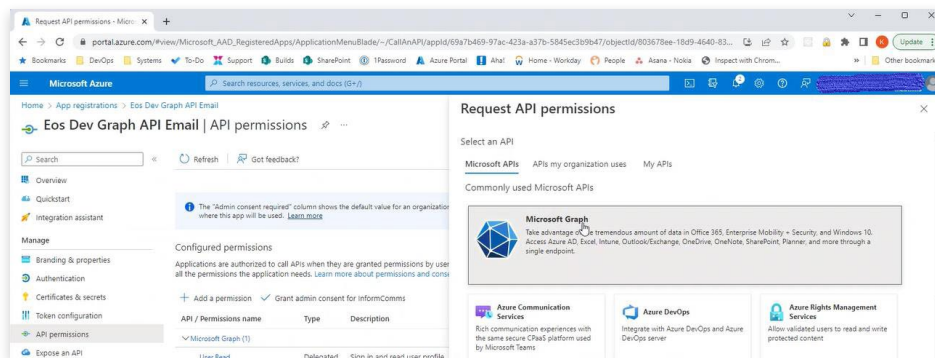 Request API permissions - Micros
portal.azure.com/#view/Microsoft_AAD_RegisteredApps/ApplicationMenuBlade/~/CallAnAPI/appId/69a7b469-97ac-423a-a37b-5845ec3b9b47/objectId/803678ee-18d9-4640-83...
Update
Bookmarks DevOps Systems To-Do Support Builds SharePoint 1Password Azure Portal Aha! Home - Workday People Asana - Nokia Inspect with Chrom... » Other bookmark
Microsoft Azure
Search resources, services, and docs (G+/)
Home > App registrations > Eos Dev Graph API Email
Eos Dev Graph API Email | API permissions
Search
Overview
Quickstart
Integration assistant
Manage
Branding & properties
Authentication
Certificates & secrets
Token configuration
API permissions
Expose an API
Refresh Got feedback?
The "Admin consent required" column shows the default value for an organization
where this app will be used. Learn more
Configured permissions
Applications are authorized to call APIs when they are granted permissions by user
all the permissions the application needs. Learn more about permissions and conse
Add a permission Grant admin consent for InformComms
API / Permissions name Type Description
Microsoft Graph (1)
User.Read Delegated Sign in and read user profile
Request API permissions
Select an API
Microsoft APIs APIs my organization uses My APIs
Commonly used Microsoft APIs
Microsoft Graph
Take advantage of the tremendous amount of data in Office 365, Enterprise Mobility + Security, and Windows 10.
Access Azure AD, Excel, Intune, Outlook/Exchange, OneDrive, OneNote, SharePoint, Planner, and more through a
single endpoint.
Azure Communication
Services
Rich communication experiences with
the same secure CPaaS platform used
by Microsoft Teams
Azure DevOps
Integrate with Azure DevOps and Azure
DevOps server
Azure Rights Management
Services
Allow validated users to read and write
protected content